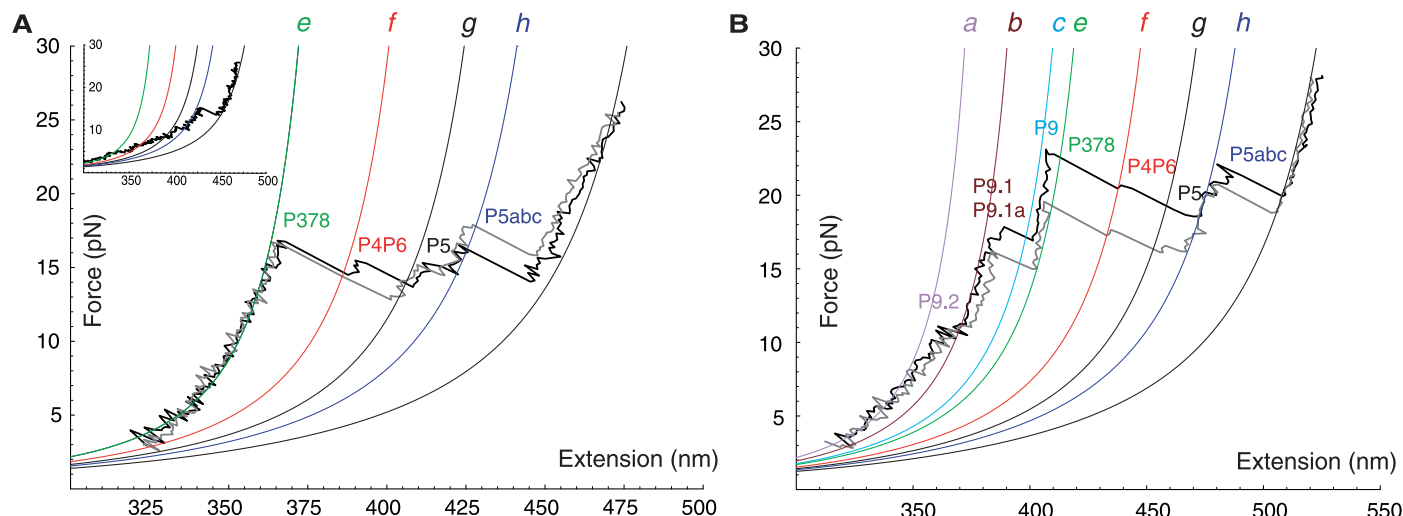 A
e f g h
30
25
20
15
10
5
Force (pN)
30
20
10
350 400 450 500
P378
P4P6
P5
P5abc
Extension (nm)
325 350 375 400 425 450 475 500
B
a b c e f g h
30
25
20
15
10
5
Force (pN)
P9
P378
P4P6
P5abc
P9.1
P9.1a
P5
P9.2
Extension (nm)
350 400 450 500 550